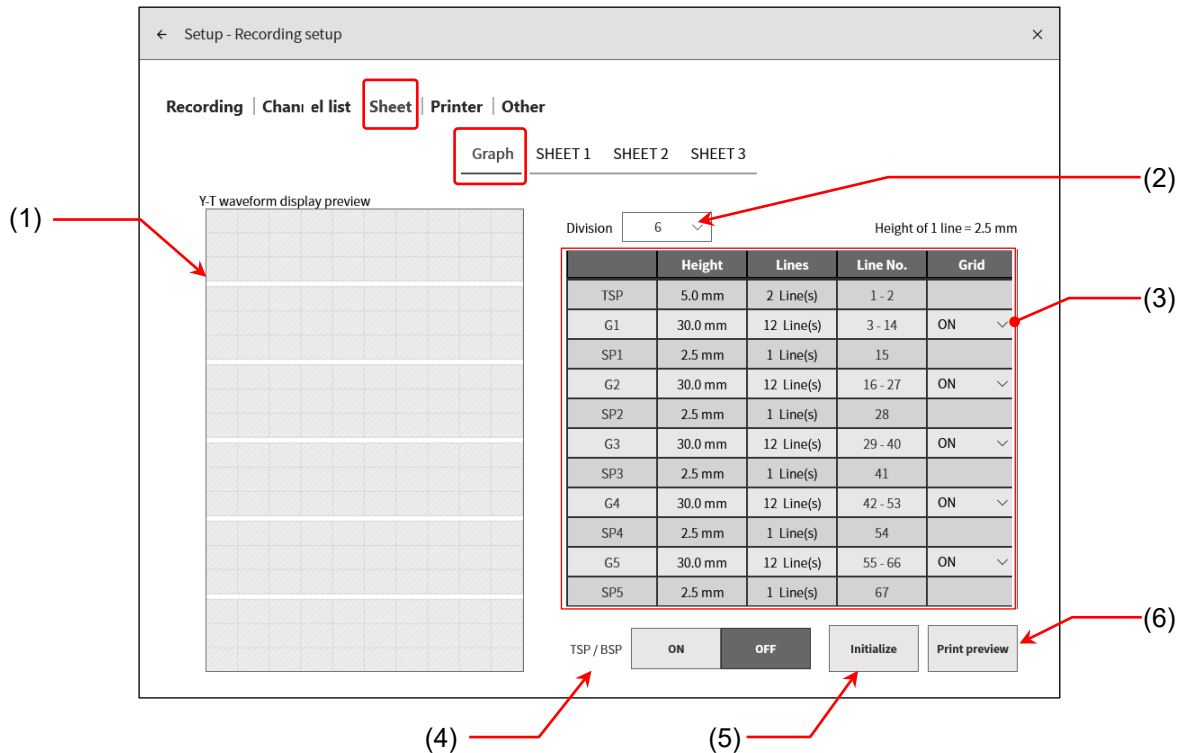 ← Setup - Recording setup ×
Recording | Chan el list | Sheet | Printer | Other
Graph SHEET 1 SHEET 2 SHEET 3
(2)
(1)
Y-T waveform display preview
Division 6 Height of 1 line = 2.5 mm
Height Lines Line No. Grid
TSP 5.0 mm 2 Line(s) 1 - 2
(3)
G1 30.0 mm 12 Line(s) 3 - 14 ON
SP1 2.5 mm 1 Line(s) 15
G2 30.0 mm 12 Line(s) 16 - 27 ON
SP2 2.5 mm 1 Line(s) 28
G3 30.0 mm 12 Line(s) 29 - 40 ON
SP3 2.5 mm 1 Line(s) 41
G4 30.0 mm 12 Line(s) 42 - 53 ON
SP4 2.5 mm 1 Line(s) 54
G5 30.0 mm 12 Line(s) 55 - 66 ON
SP5 2.5 mm 1 Line(s) 67
(6)
TSP / BSP ON OFF Initialize Print preview
(4) (5)